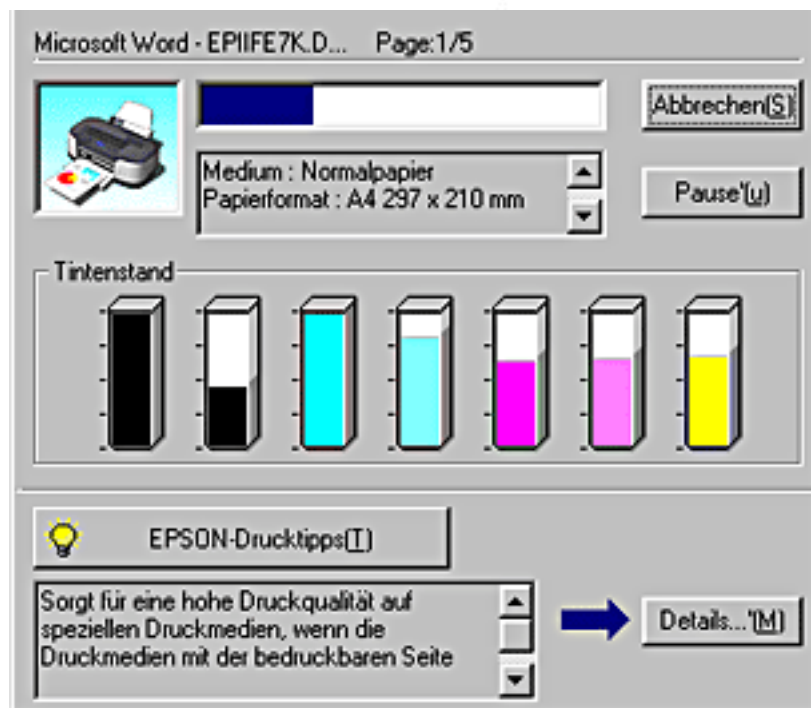 Microsoft Word - EPIIFE7K.D... Page:1/5
Abbrechen(S)
Medium : Normalpapier
Papierformat : A4 297 x 210 mm
Pause'(u)
Tintenstand
EPSON-Drucktipps(T)
Sorgt für eine hohe Druckqualität auf
speziellen Druckmedien, wenn die
Druckmedien mit der bedruckbaren Seite
Details...'(M)